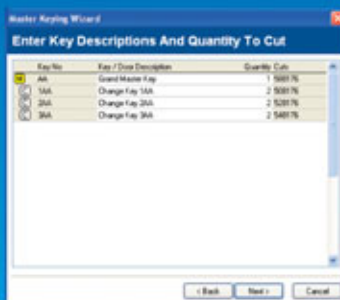 Master Keying Wizard
Enter Key Descriptions And Quantity To Cut
Key No Key / Door Description Quantity Cuts
AA Grand Master Key 1 568176
1AA Change Key 1AA 2
2AA Change Key 2AA 2
3AA Change Key 3AA 2
< Back Next > Cancel